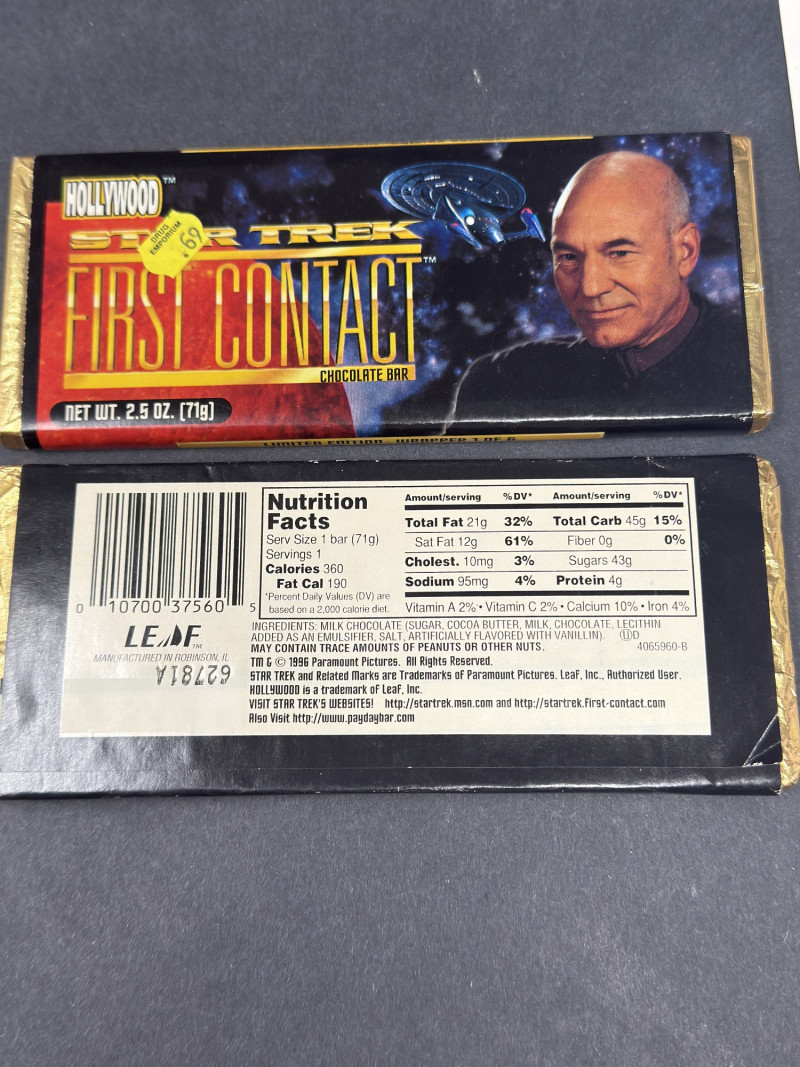 HOLLYWOOD™
DRUG
EMPORIUM
.69
STAR TREK
FIRST CONTACT™
CHOCOLATE BAR
NET WT. 2.5 OZ. (71g)
LIMITED EDITION - WRAPPER 1 OF 6
0 10700 37560 5
LEAF™
MANUFACTURED IN ROBINSON, IL
62781A
Nutrition
Facts
Serv Size 1 bar (71g)
Servings 1
Calories 360
Fat Cal 190
*Percent Daily Values (DV) are
based on a 2,000 calorie diet.
Amount/serving %DV* Amount/serving %DV*
Total Fat 21g 32% Total Carb 45g 15%
Sat Fat 12g 61% Fiber 0g 0%
Cholest. 10mg 3% Sugars 43g
Sodium 95mg 4% Protein 4g
Vitamin A 2% • Vitamin C 2% • Calcium 10% • Iron 4%
INGREDIENTS: MILK CHOCOLATE (SUGAR, COCOA BUTTER, MILK, CHOCOLATE, LECITHIN
ADDED AS AN EMULSIFIER, SALT, ARTIFICIALLY FLAVORED WITH VANILLIN). ⓊD
MAY CONTAIN TRACE AMOUNTS OF PEANUTS OR OTHER NUTS. 4065960-B
TM & © 1996 Paramount Pictures. All Rights Reserved.
STAR TREK and Related Marks are Trademarks of Paramount Pictures. Leaf, Inc., Authorized User.
HOLLYWOOD is a trademark of Leaf, Inc.
VISIT STAR TREK'S WEBSITES! http://startrek.msn.com and http://startrek.first-contact.com
Also Visit http://www.paydaybar.com